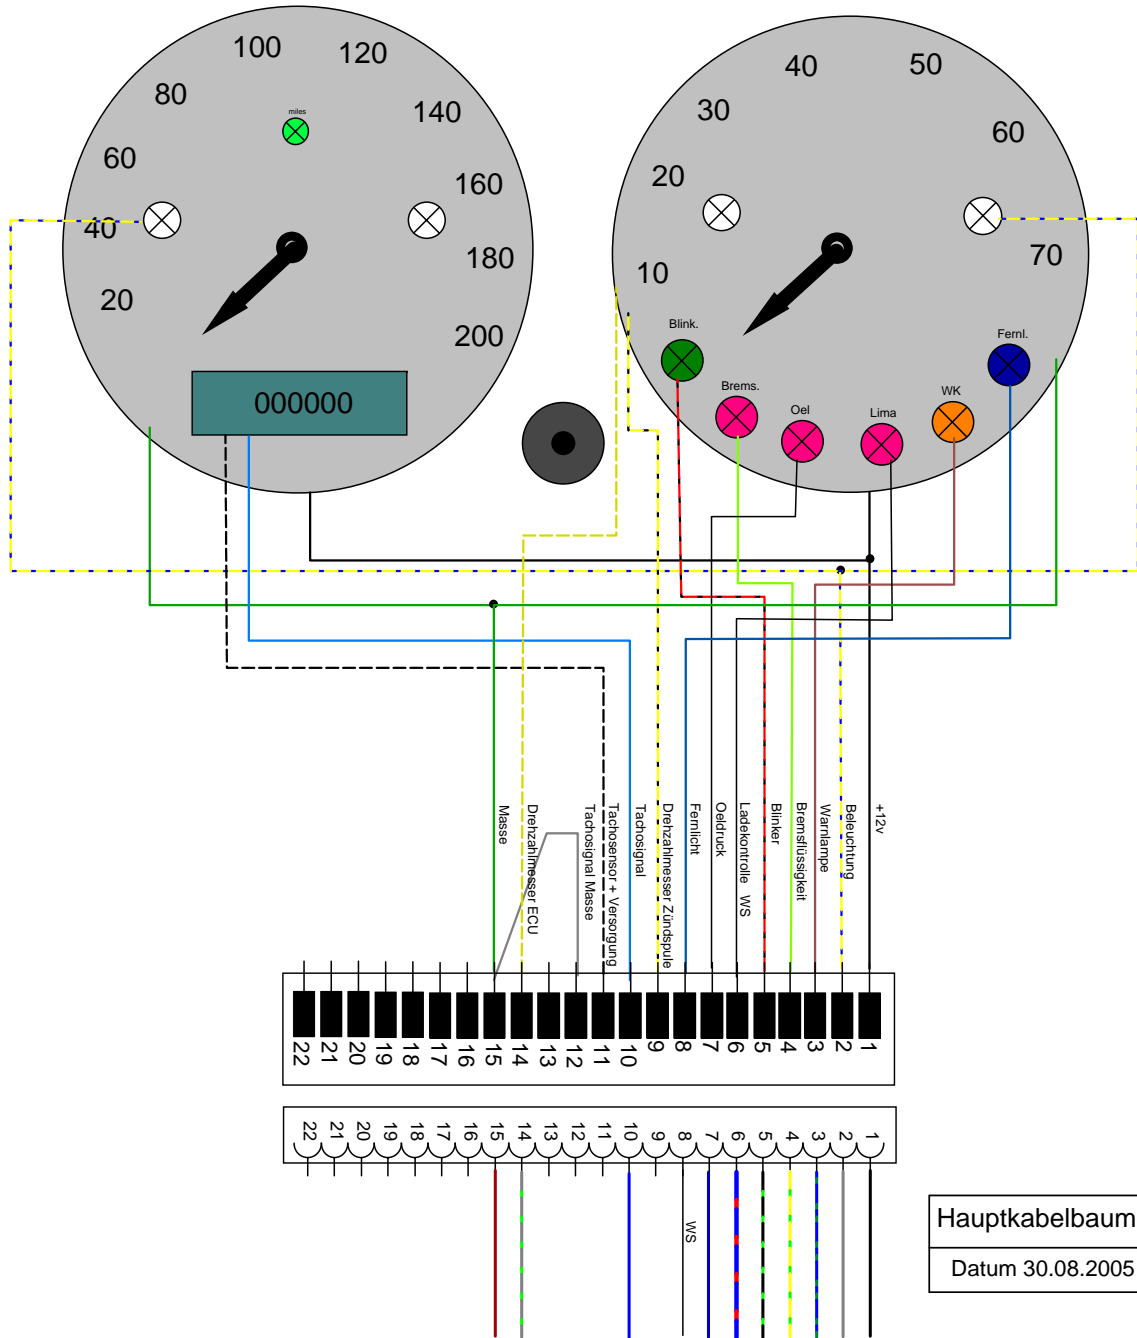 100
120
80
miles
140
60
160
40
180
20
200
000000
40
50
30
60
20
70
10
Blink.
Fernl.
Brems.
Oel
Lima
WK
Masse
Drehzahlmesser ECU
Tachosignal Masse
Tachosensor + Versorgung
Tachosignal
Drehzahlmesser Zündspule
Fernlicht
Oeldruck
Ladekontrolle WS
Blinker
Bremsflüssigkeit
Warnlampe
Beleuchtung
+12v
22 21 20 19 18 17 16 15 14 13 12 11 10 9 8 7 6 5 4 3 2 1
22 21 20 19 18 17 16 15 14 13 12 11 10 9 8 7 6 5 4 3 2 1
WS
Hauptkabelbaum
Datum 30.08.2005